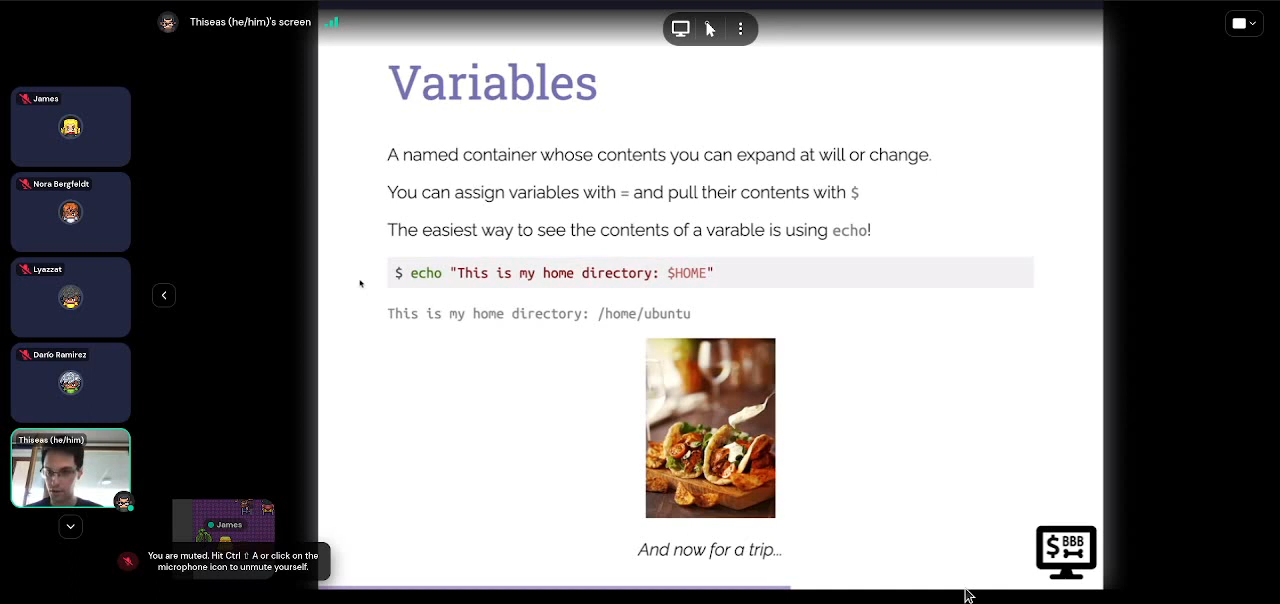 Thiseas (he/him)'s screen
James
Nora Bergfeldt
Lyazzat
Darío Ramirez
Thiseas (he/him)
James
You are muted. Hit Ctrl ⇧ A or click on the
microphone icon to unmute yourself.
Variables
A named container whose contents you can expand at will or change.
You can assign variables with = and pull their contents with $
The easiest way to see the contents of a varable is using echo!
$ echo "This is my home directory: $HOME"
This is my home directory: /home/ubuntu
And now for a trip...
$ BBB